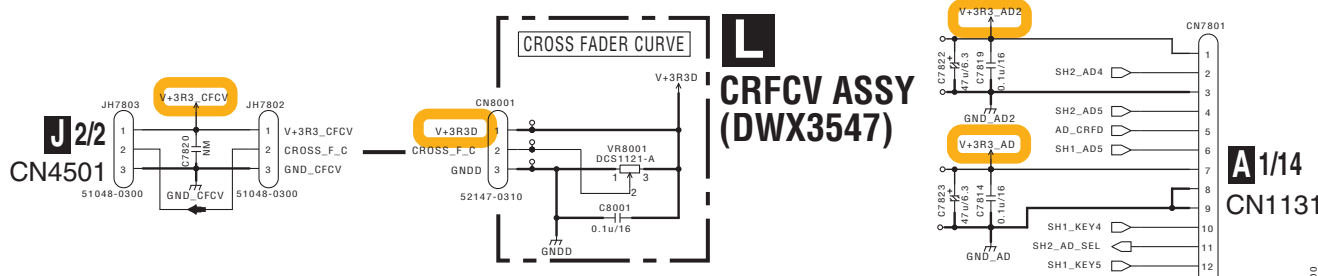 V+3R3_CFCV
JH7803
JH7802
J 2/2
CN4501
1
2
3
51048-0300
C7820
NM
GND_CFCV
1
2
3
51048-0300
V+3R3_CFCV
CROSS_F_C
GND_CFCV
CROSS FADER CURVE
V+3R3D
CN8001
V+3R3D
CROSS_F_C
GNDD
1
2
3
52147-0310
VR8001
DCS1121-A
1
3
2
C8001
0.1u/16
GNDD
L
CRFCV ASSY
(DWX3547)
V+3R3_AD2
CN7801
C7822
+
47u/6.3
C7819
0.1u/16
GND_AD2
SH2_AD4
SH2_AD5
AD_CRFD
SH1_AD5
V+3R3_AD
C7823
+
47u/6.3
C7814
0.1u/16
GND_AD
SH1_KEY4
SH2_AD_SEL
SH1_KEY5
1
2
3
4
5
6
7
8
9
10
11
12
A 1/14
CN1131